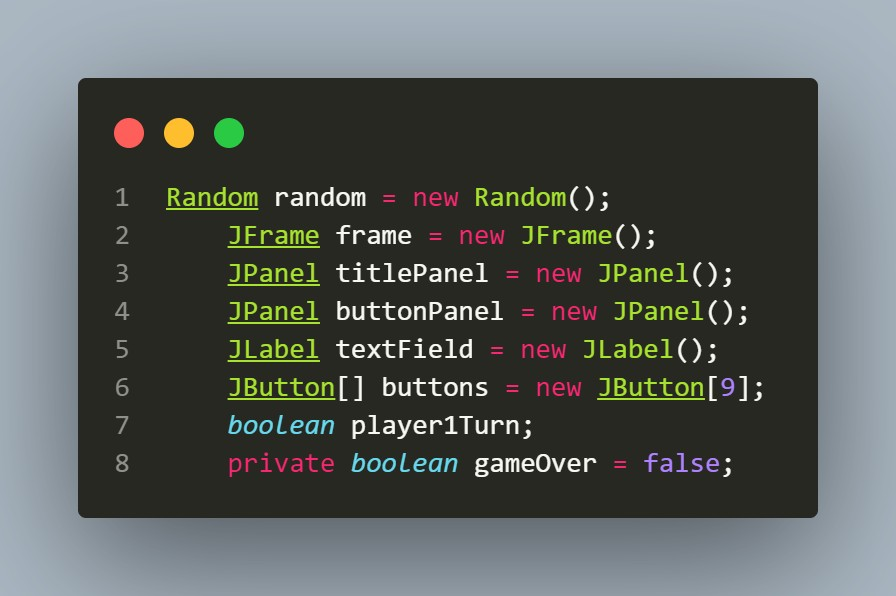 1 Random random = new Random();
2 JFrame frame = new JFrame();
3 JPanel titlePanel = new JPanel();
4 JPanel buttonPanel = new JPanel();
5 JLabel textField = new JLabel();
6 JButton[] buttons = new JButton[9];
7 boolean player1Turn;
8 private boolean gameOver = false;